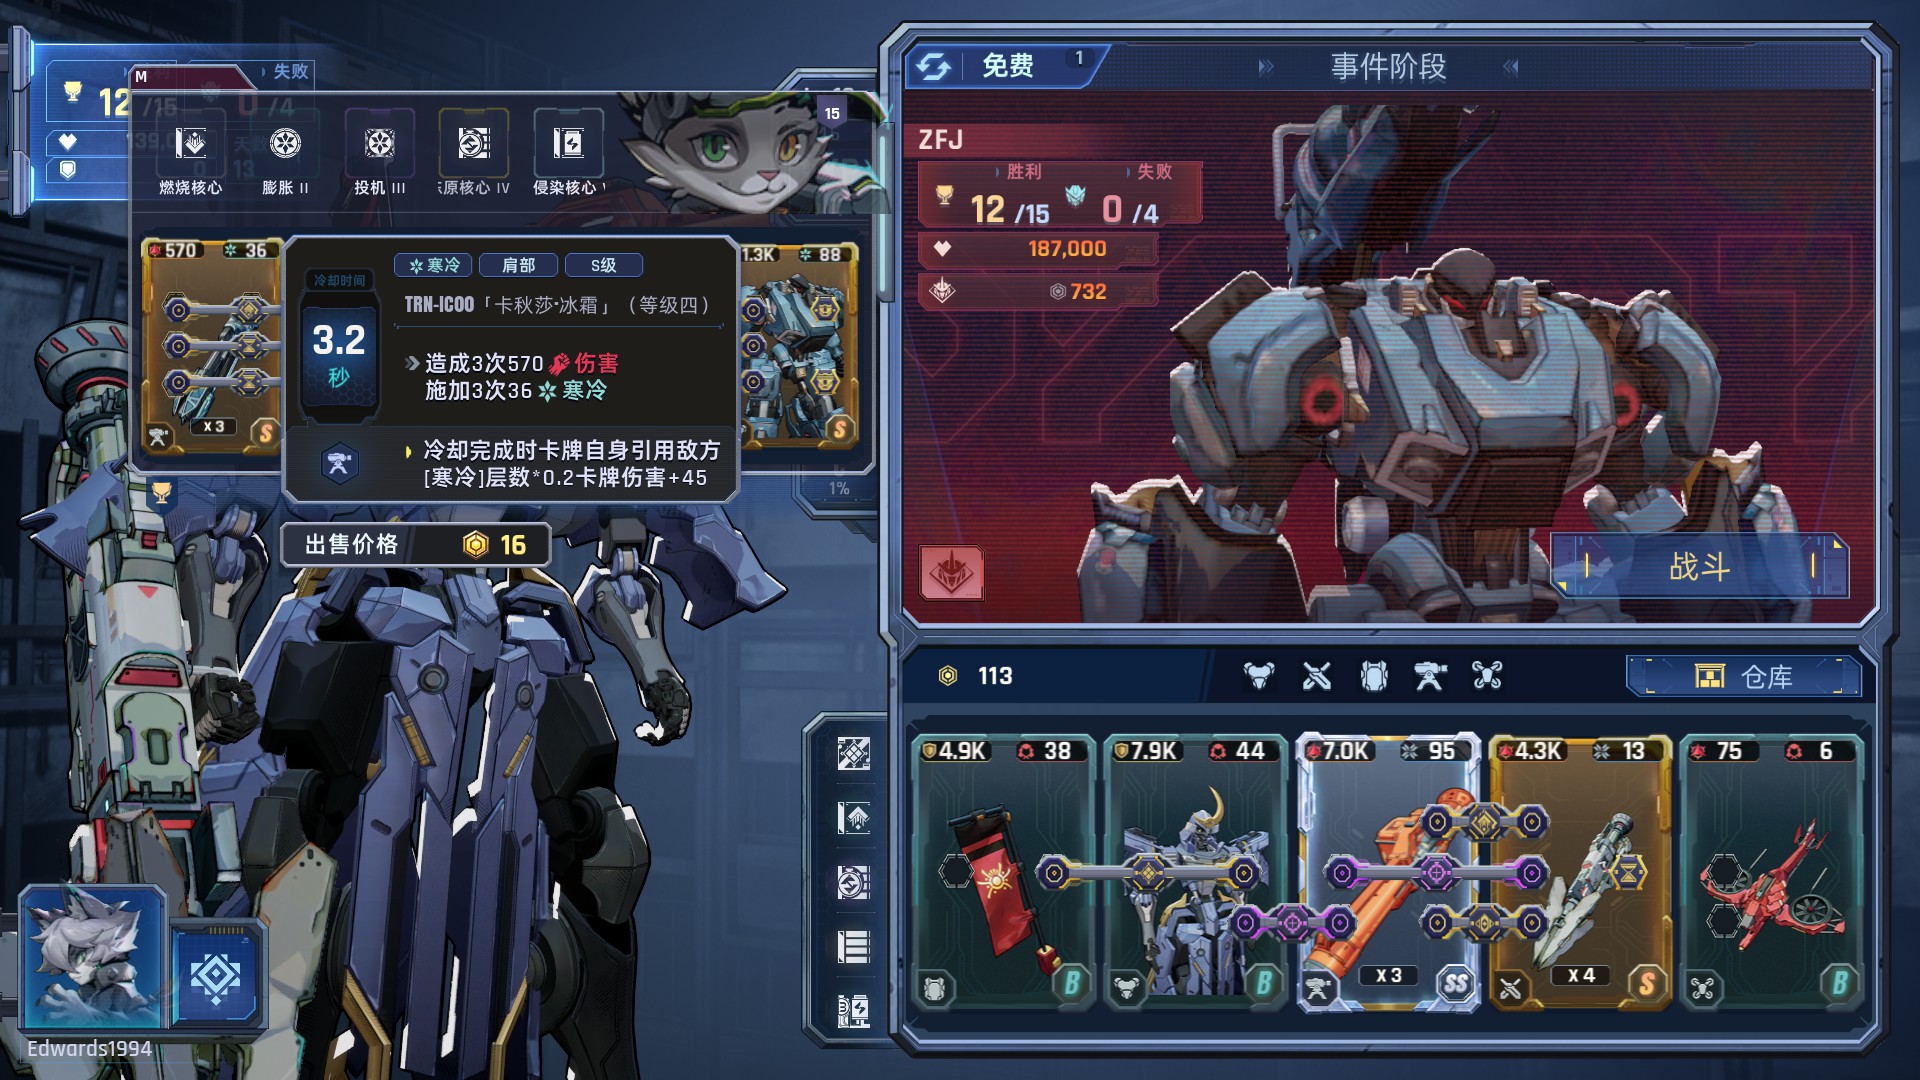 失败
12/15
0/4
M
15
燃烧核心
膨胀 II
投机 III
原核心 IV
侵染核心
570
36
x3
S
冷却时间
3.2
秒
寒冷
肩部
S级
TRN-IC00「卡秋莎·冰霜」（等级四）
造成3次570伤害
施加3次36寒冷
冷却完成时卡牌自身引用敌方
[寒冷]层数*0.2卡牌伤害+45
1.3K
88
S
1%
出售价格
16
Edwards1994
免费
1
事件阶段
ZFJ
胜利
失败
12/15
0/4
187,000
732
战斗
113
仓库
4.9K
38
B
7.9K
44
B
7.0K
95
x3
SS
4.3K
13
x4
S
75
6
B